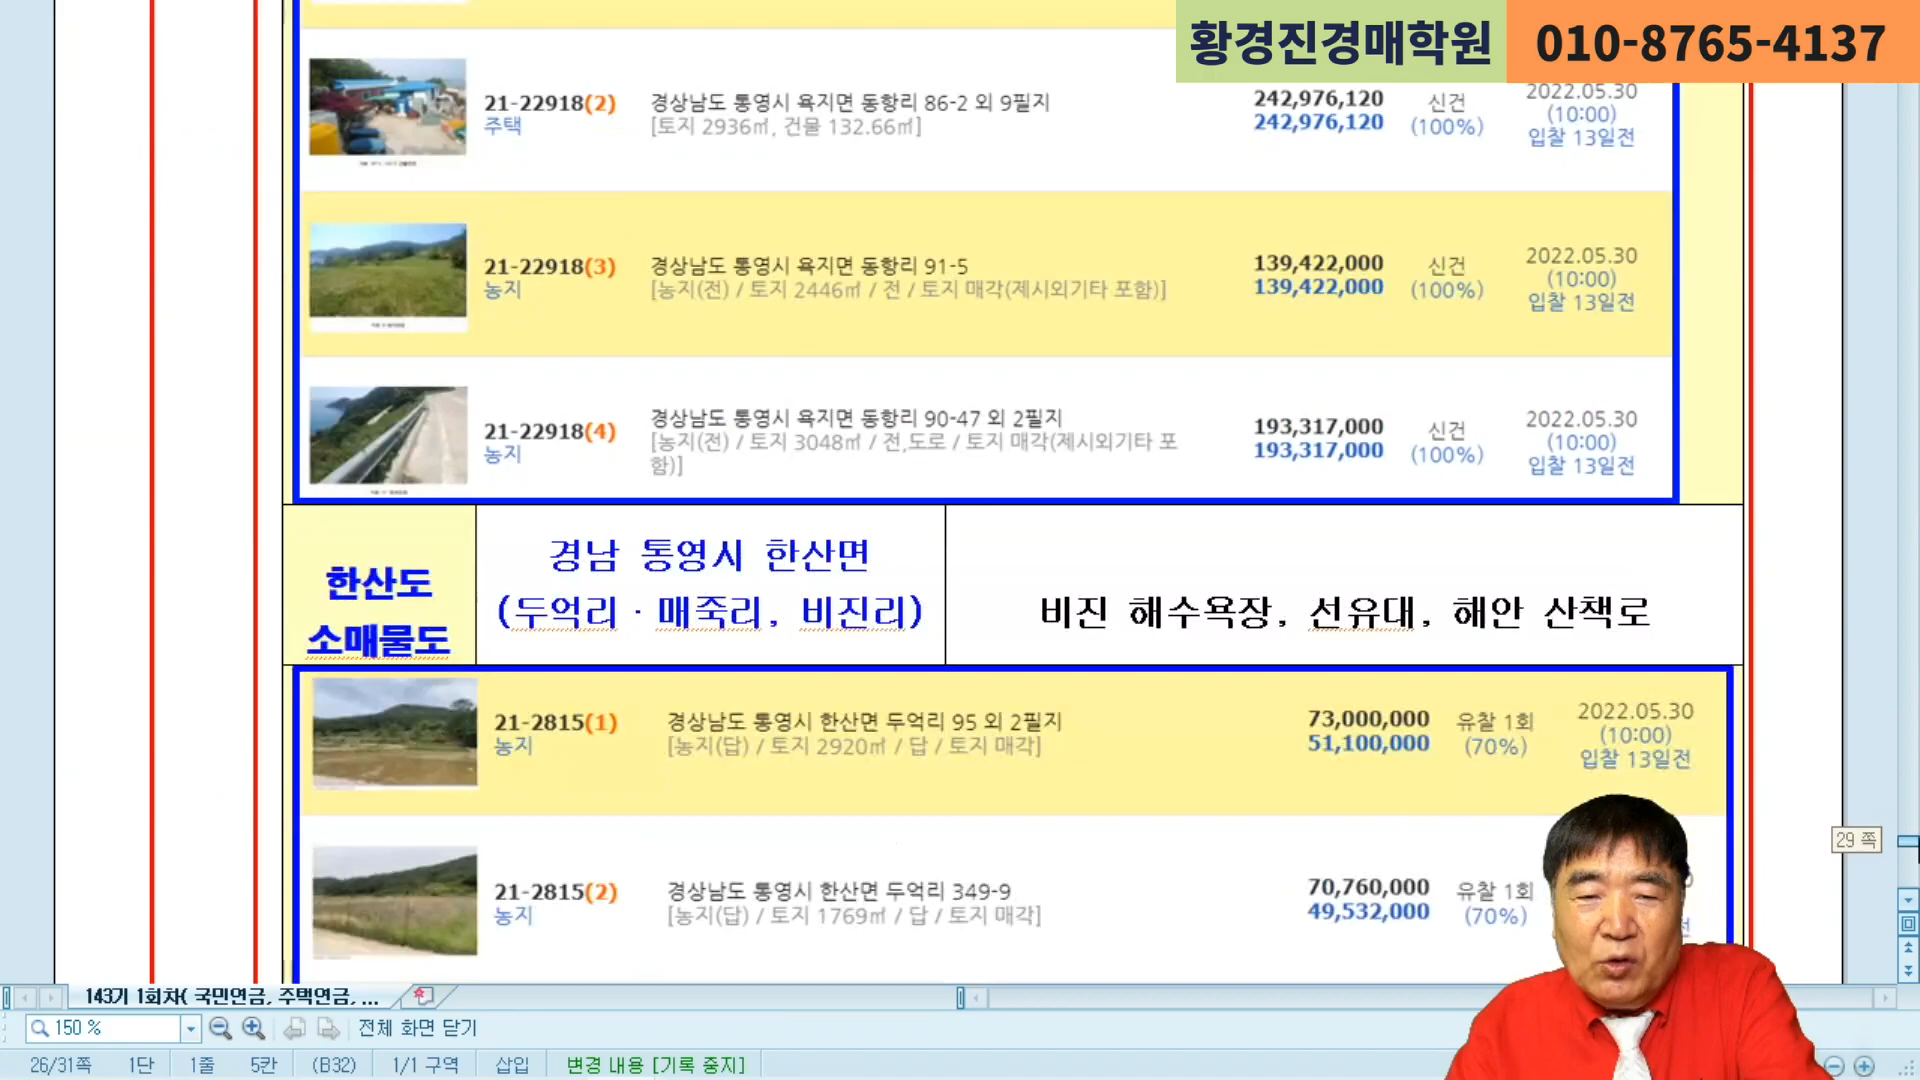 황경진경매학원 010-8765-4137
21-22918(2) 경상남도 통영시 욕지면 동항리 86-2 외 9필지 242,976,120 신건 2022.05.30
주택 [토지 2936㎡, 건물 132.66㎡] 242,976,120 (100%) (10:00)
입찰 13일전
21-22918(3) 경상남도 통영시 욕지면 동항리 91-5 139,422,000 신건 2022.05.30
농지 [농지(전) / 토지 2446㎡ / 전 / 토지 매각(제시외기타 포함)] 139,422,000 (100%) (10:00)
입찰 13일전
21-22918(4) 경상남도 통영시 욕지면 동항리 90-47 외 2필지 193,317,000 신건 2022.05.30
농지 [농지(전) / 토지 3048㎡ / 전,도로 / 토지 매각(제시외기타 포 193,317,000 (100%) (10:00)
함)] 입찰 13일전
한산도
소매물도
경남 통영시 한산면
(두억리 · 매죽리, 비진리)
비진 해수욕장, 선유대, 해안 산책로
21-2815(1) 경상남도 통영시 한산면 두억리 95 외 2필지 73,000,000 유찰 1회 2022.05.30
농지 [농지(답) / 토지 2920㎡ / 답 / 토지 매각] 51,100,000 (70%) (10:00)
입찰 13일전
21-2815(2) 경상남도 통영시 한산면 두억리 349-9 70,760,000 유찰 1회
농지 [농지(답) / 토지 1769㎡ / 답 / 토지 매각] 49,532,000 (70%)
29 쪽
143기 1회차( 국민연금, 주택연금, ...
150 % 전체 화면 닫기
26/31쪽 1단 1줄 5칸 (B32) 1/1 구역 삽입 변경 내용 [기록 중지]